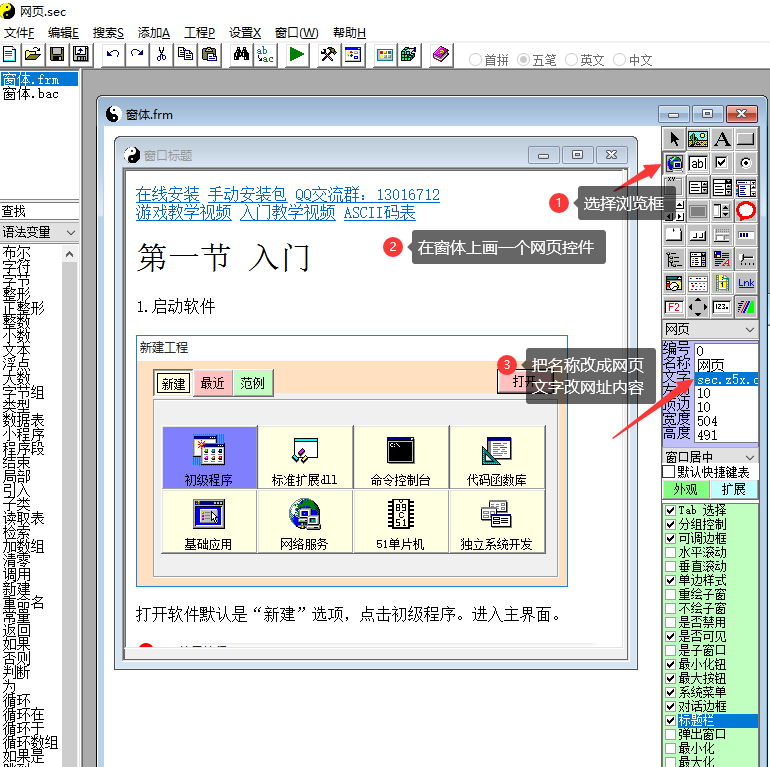 网页.sec
文件F 编辑E 搜索S 添加A 工程P 设置X 窗口(W) 帮助H
首拼 五笔 英文 中文
窗体.frm
窗体.bac
查找
语法变量
布尔
字符
字节
整形
正整形
整数
小数
文本
浮点
大数
字节组
类型
数据表
小程序
程序段
结束
局部
引入
子类
读取表
检索
加数组
清零
调用
新建
重命名
常量
返回
如果
否则
判断
为
循环
循环在
循环于
循环数组
如果是
窗体.frm
窗口标题
在线安装 手动安装包 QQ交流群: 13016712
游戏教学视频 入门教学视频 ASCII码表
第一节 入门
1.启动软件
新建工程
新建 最近 范例
打开
初级程序 标准扩展dll 命令控制台 代码函数库
基础应用 网络服务 51单片机 独立系统开发
打开软件默认是“新建”选项，点击初级程序。进入主界面。
1 选择浏览框
2 在窗体上画一个网页控件
3 把名称改成网页
文字改网址内容
A
ab
XY
Lnk
F2
123.
网页
编号 0
名称 网页
文字 sec.z5x.c
左边 10
顶边 10
宽度 504
高度 491
窗口居中
默认快捷键表
外观 扩展
Tab 选择
分组控制
可调边框
水平滚动
垂直滚动
单边样式
重绘子窗
不绘子窗
是否禁用
是否可见
是子窗口
最小化钮
最大按钮
系统菜单
对话边框
标题栏
弹出窗口
最小化
最大化